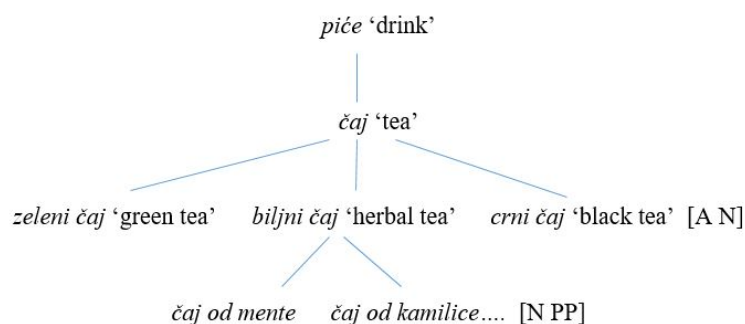 piće ‘drink’
čaj ‘tea’
zeleni čaj ‘green tea’ biljni čaj ‘herbal tea’ crni čaj ‘black tea’ [A N]
čaj od mente čaj od kamilice…. [N PP]